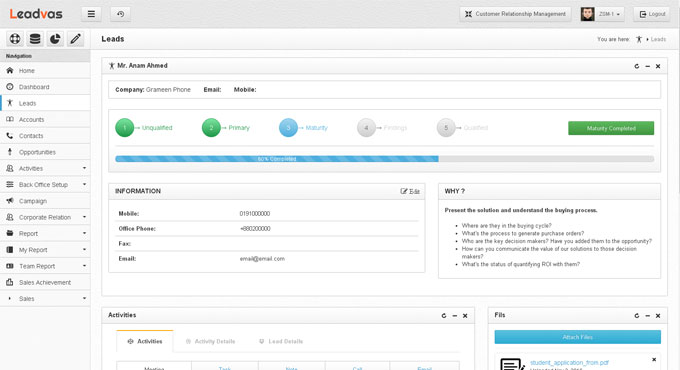 Leadvas
Customer Relationship Management
ZSM-1
Logout
Leads
You are here:
Leads
Navigation
Home
Dashboard
Leads
Accounts
Contacts
Opportunities
Activities
Back Office Setup
Campaign
Corporate Relation
Report
My Report
Team Report
Sales Achievement
Sales
Mr. Anam Ahmed
Company: Grameen Phone Email: Mobile:
1 Unqualified
2 Primary
3 Maturity
4 Findings
5 Qualified
Maturity Completed
60% Completed
INFORMATION
Edit
Mobile: 0191000000
Office Phone: +880200000
Fax:
Email: email@email.com
WHY ?
Present the solution and understand the buying process.
Where are they in the buying cycle?
What's the process to generate purchase orders?
Who are the key decision makers? Have you added them to the opportunity?
How can you communicate the value of our solutions to those decision
makers?
What's the status of quantifying ROI with them?
Activities
Activities
Activity Details
Lead Details
Meeting Task Note Call Email
Fils
Attach Files
student_application_from.pdf